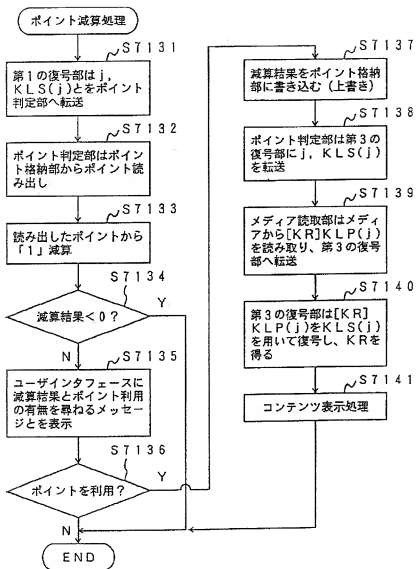 ポイント減算処理
S7131
第1の復号部はj,
KLS(j)とをポイント
判定部へ転送
S7132
ポイント判定部はポイン
ト格納部からポイント読
み出し
S7133
読み出したポイントから
「1」減算
S7134
減算結果<0?
Y
N
S7135
ユーザインタフェースに
減算結果とポイント利用
の有無を尋ねるメッセー
ジとを表示
S7136
ポイントを利用?
Y
N
END
S7137
減算結果をポイント格納
部に書き込む(上書き)
S7138
ポイント判定部は第3の
復号部にj, KLS(j)
を転送
S7139
メディア読取部はメディ
アから[KR]KLP(j)
を読み取り、第3の復号
部へ転送
S7140
第3の復号部は[KR]
KLP(j)をKLS(j)
を用いて復号し、KRを
得る
S7141
コンテンツ表示処理